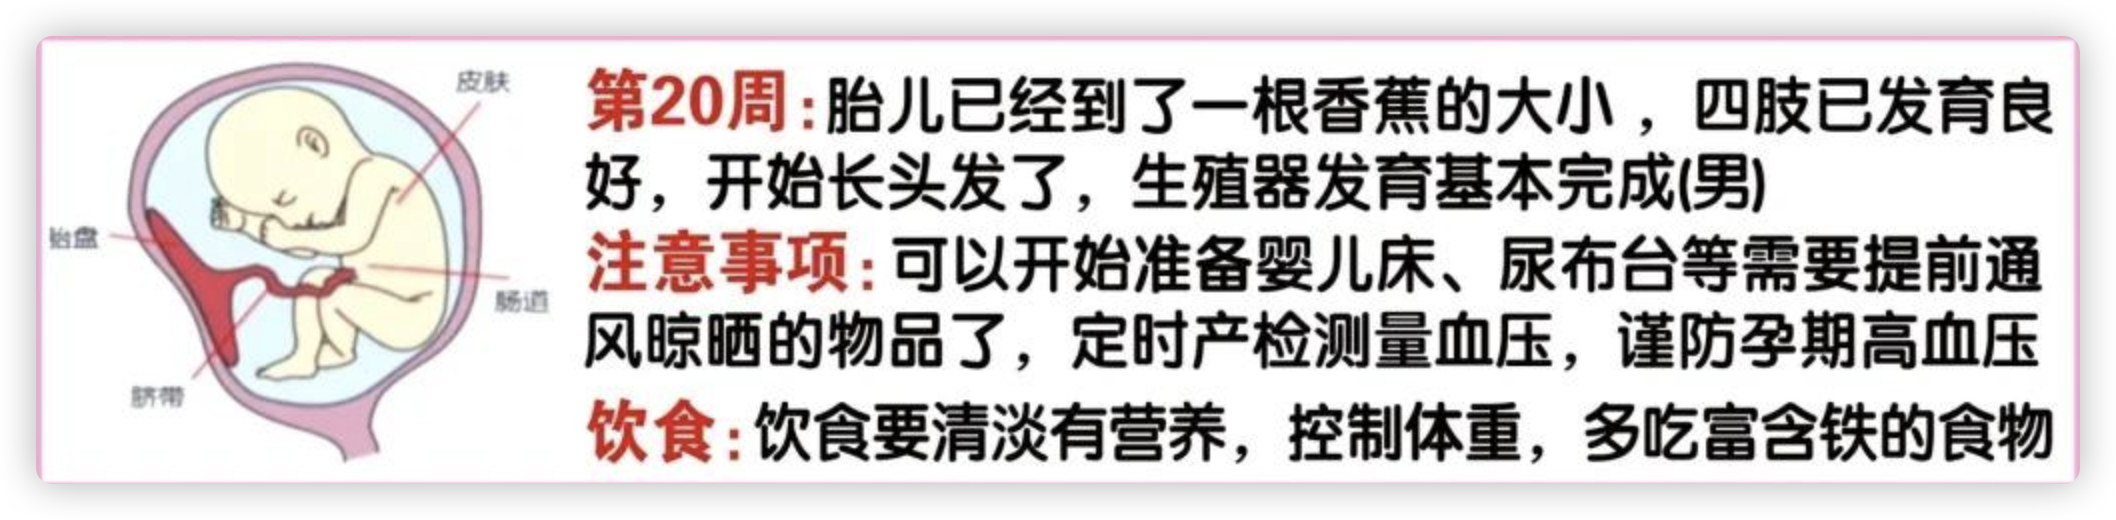 皮肤
胎盘
肠道
脐带
第20周:胎儿已经到了一根香蕉的大小，四肢已发育良
好，开始长头发了，生殖器发育基本完成(男)
注意事项:可以开始准备婴儿床、尿布台等需要提前通
风晾晒的物品了，定时产检测量血压，谨防孕期高血压
饮食:饮食要清淡有营养，控制体重，多吃富含铁的食物